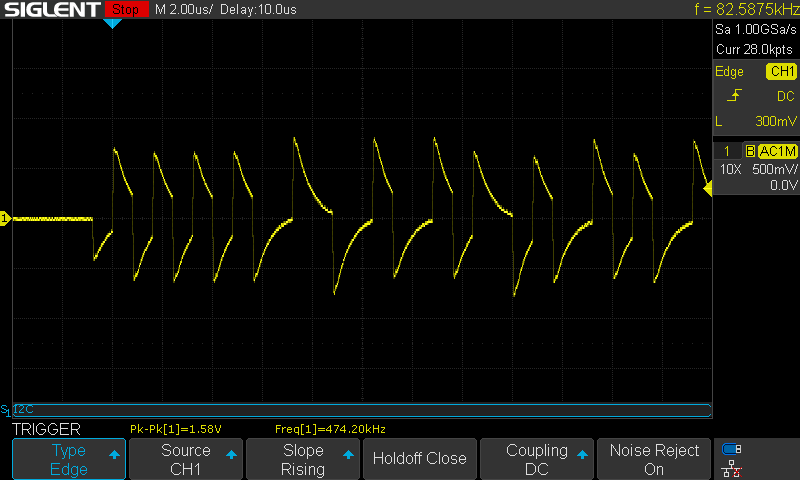 SIGLENT Stop M 2.00us/ Delay:10.0us f = 82.5875kHz
Sa 1.00GSa/s
Curr 28.0kpts
Edge CH1
DC
L 300mV
1 B AC1M
10X 500mV/
0.0V
1
S1 I2C
TRIGGER Pk-Pk[1]=1.58V Freq[1]=474.20kHz
Type Source Slope Holdoff Close Coupling Noise Reject
Edge CH1 Rising DC On